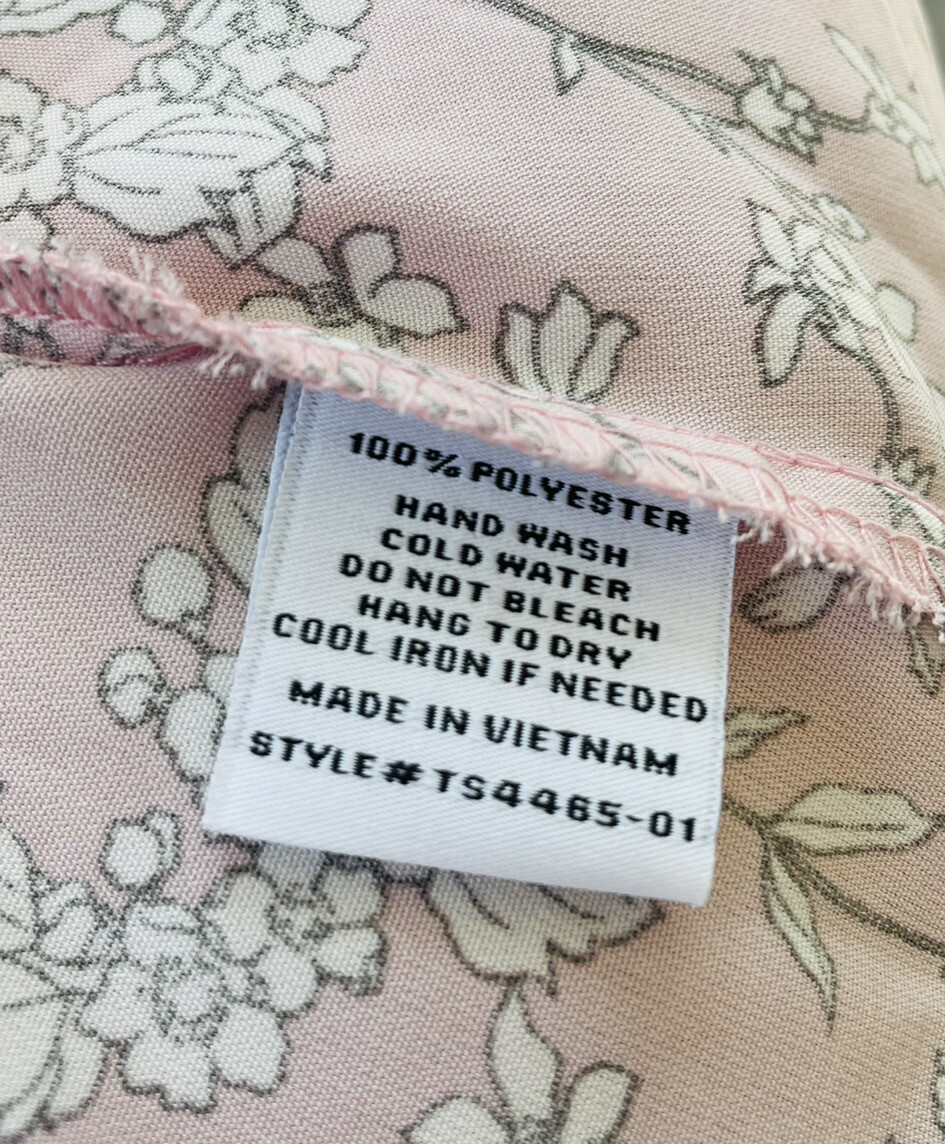 100% POLYESTER
HAND WASH
COLD WATER
DO NOT BLEACH
HANG TO DRY
COOL IRON IF NEEDED
MADE IN VIETNAM
STYLE# TS4465-01